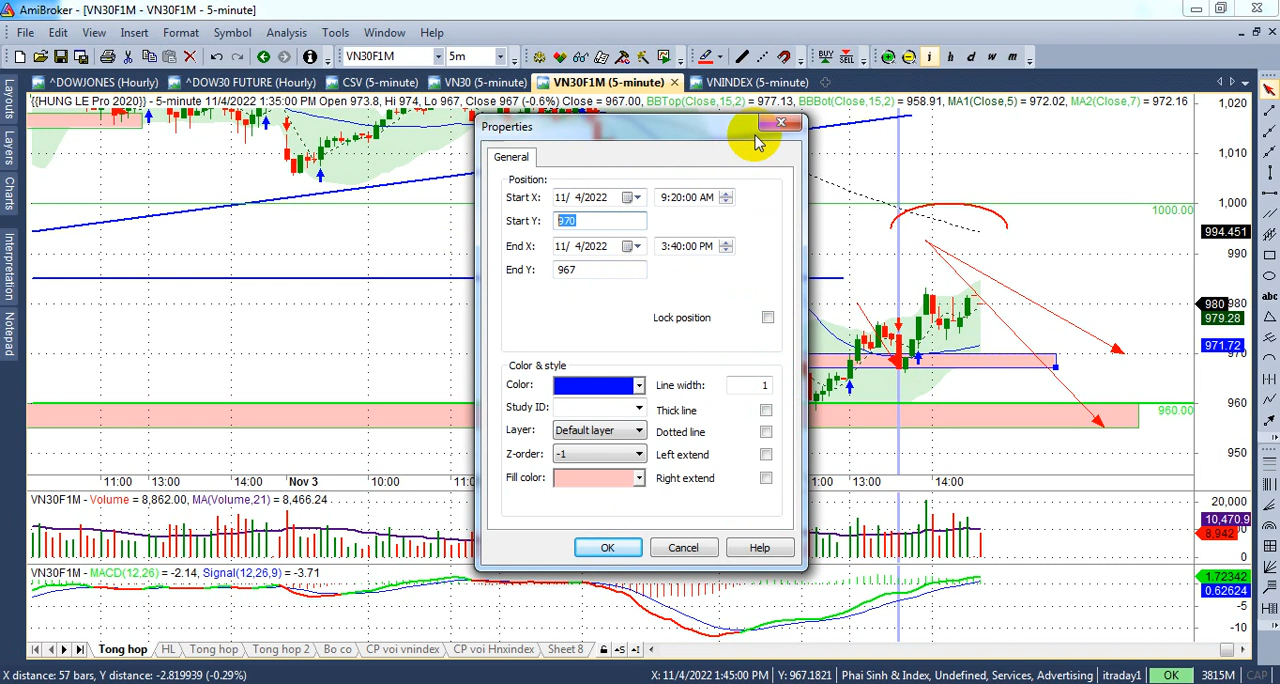 AmiBroker - [VN30F1M - VN30F1M - 5-minute]
File Edit View Insert Format Symbol Analysis Tools Window Help
VN30F1M 5m BUY SELL i h d w m
^DOWJONES (Hourly) ^DOW30 FUTURE (Hourly) CSV (5-minute) VN30 (5-minute) VN30F1M (5-minute) VNINDEX (5-minute)
{{HUNG LE Pro 2020}} - 5-minute 11/4/2022 1:35:00 PM Open 973.8, Hi 974, Lo 967, Close 967 (-0.6%) Close = 967.00, BBTop(Close,15,2) = 977.13, BBBot(Close,15,2) = 958.91, MA1(Close,5) = 972.02, MA2(Close,7) = 972.16
Layouts
Layers
Charts
Interpretation
Notepad
Properties
General
Position:
Start X: 11/ 4/2022 9:20:00 AM
Start Y: 970
End X: 11/ 4/2022 3:40:00 PM
End Y: 967
Lock position
Color & style
Color: Line width: 1
Study ID: Thick line
Layer: Default layer Dotted line
Z-order: -1 Left extend
Fill color: Right extend
OK Cancel Help
1,020
1,010
1,000
1000.00
994.451
990
980
979.28
971.72
970
960
960.00
950
11:00 13:00 Nov 3 10:00 13:00 14:00
VN30F1M - Volume = 8,862.00, MA(Volume,21) = 8,466.24
20,000
10,470.9
8,942
0
VN30F1M - MACD(12,26) = -2.14, Signal(12,26,9) = -3.71
1.72342
0.62624
-5
-10
abc
Tong hop HL Tong hop Tong hop 2 Bo co CP voi vnindex CP voi Hnxindex Sheet 8
X distance: 57 bars, Y distance: -2.819939 (-0.29%) X: 11/4/2022 1:45:00 PM Y: 967.1821 Phai Sinh & Index, Undefined, Services, Advertising itraday1 OK 3815M CAP